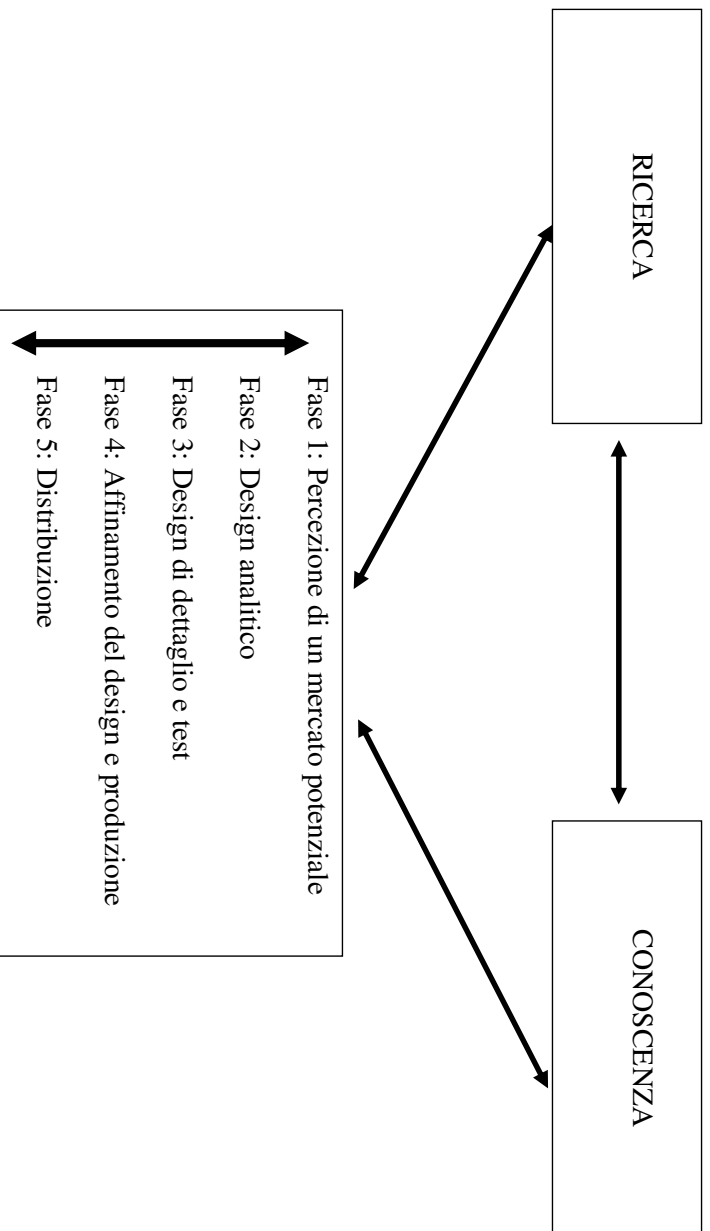 RICERCA
CONOSCENZA
Fase 1: Percezione di un mercato potenziale
Fase 2: Design analitico
Fase 3: Design di dettaglio e test
Fase 4: Affinamento del design e produzione
Fase 5: Distribuzione